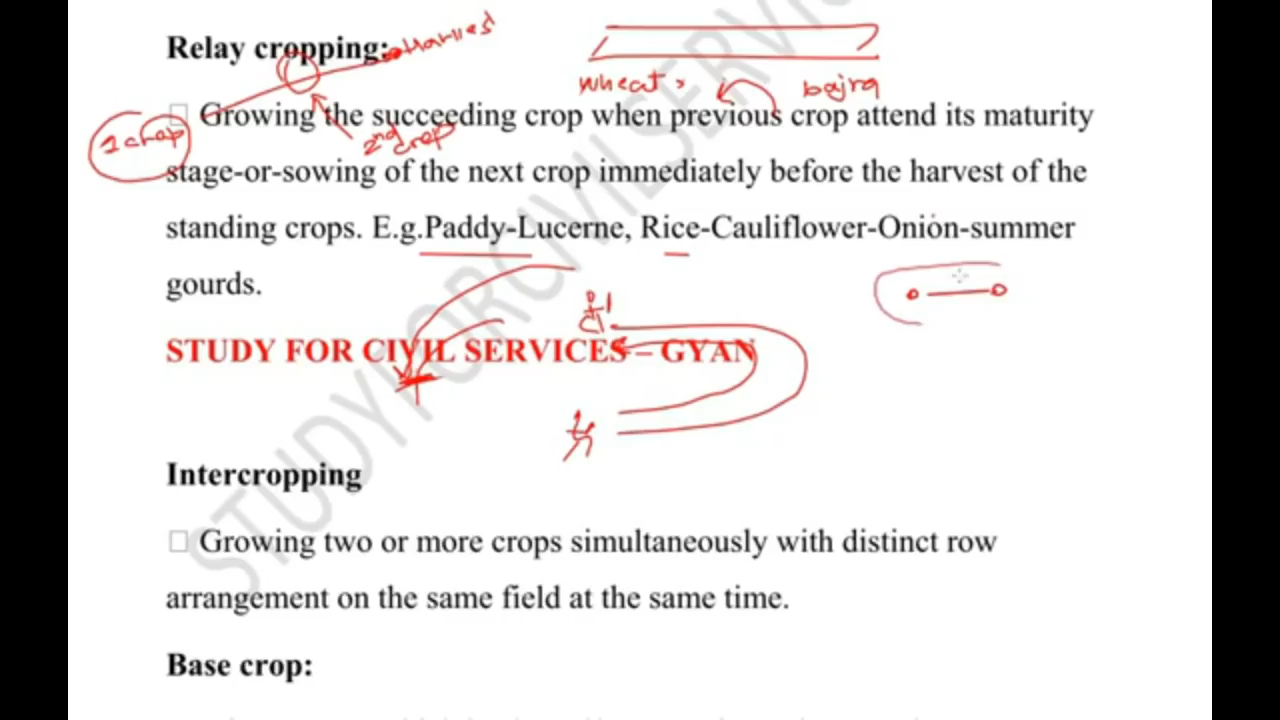 Relay cropping:
Harves
wheat
bajra
Growing the succeeding crop when previous crop attend its maturity
1 crop
2nd crop
stage-or-sowing of the next crop immediately before the harvest of the
standing crops. E.g.Paddy-Lucerne, Rice-Cauliflower-Onion-summer
gourds.
STUDY FOR CIVIL SERVICES – GYAN
Intercropping
Growing two or more crops simultaneously with distinct row
arrangement on the same field at the same time.
Base crop:
STUDYFORCIVILSERV